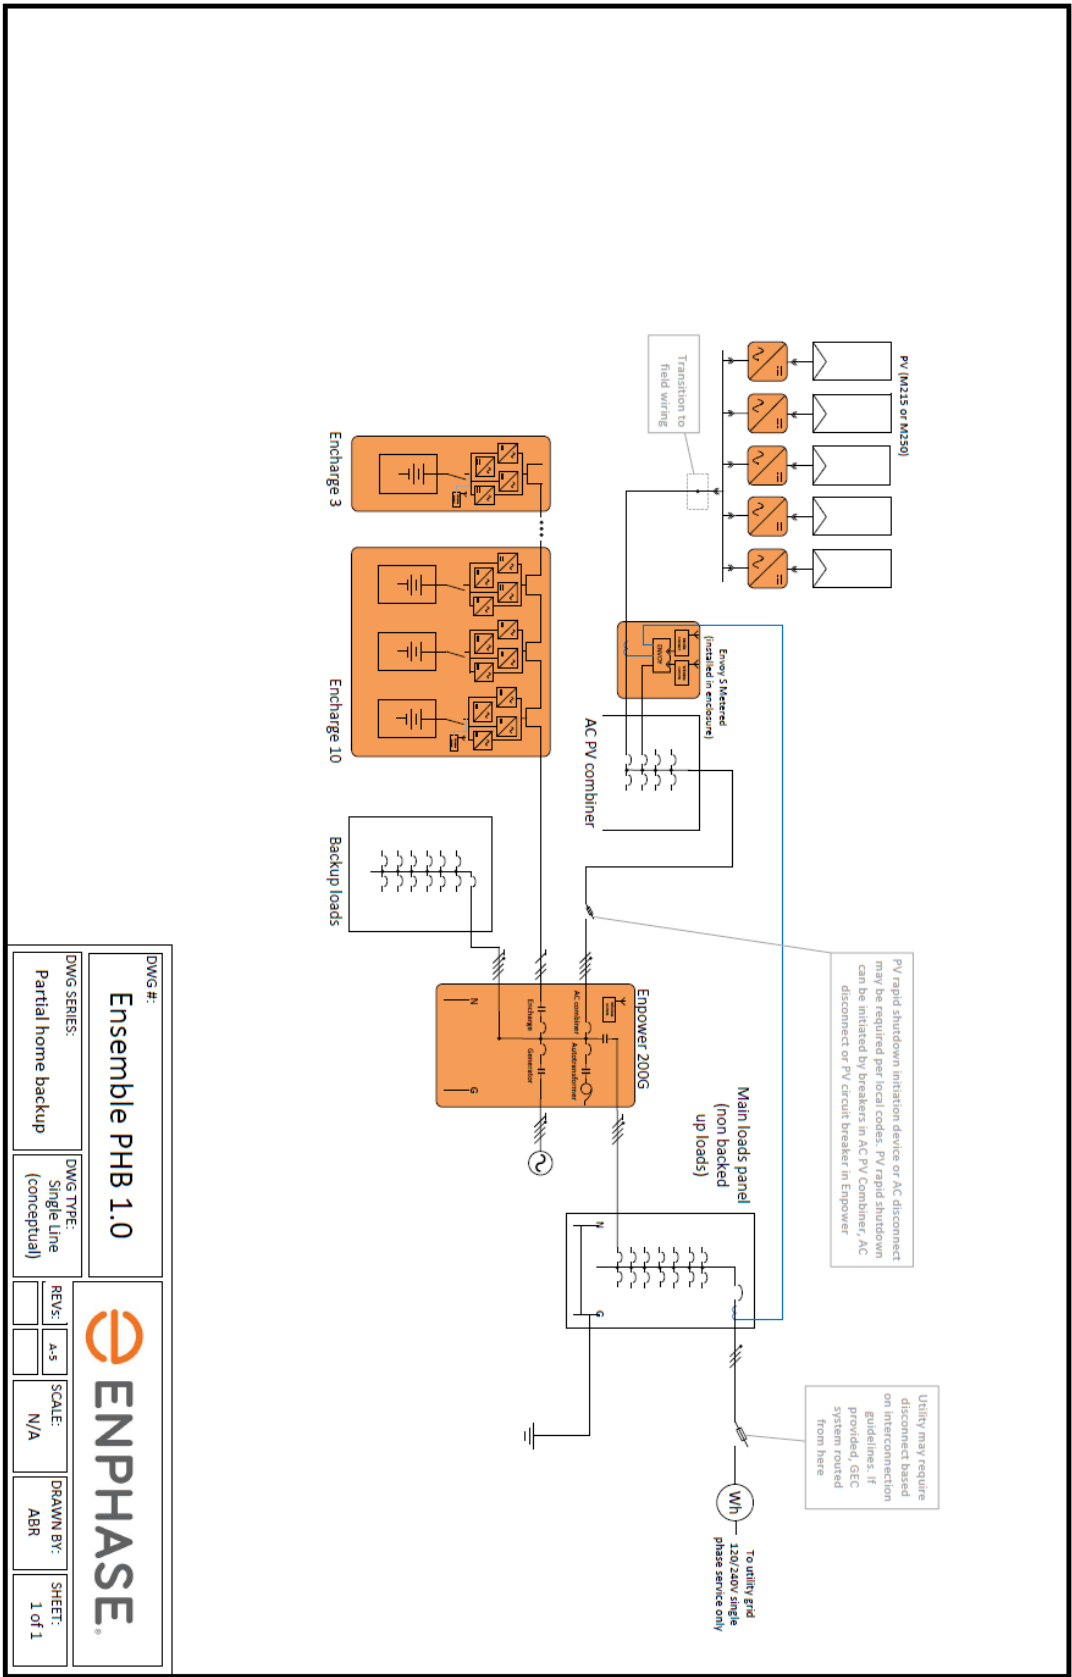 PV (M215 or M250)
Transition to
field wiring
Envoy S Metered
(installed in enclosure)
ENVOY
AC PV combiner
Encharge 3
Encharge 10
Backup loads
PV rapid shutdown initiation device or AC disconnect
may be required per local codes. PV rapid shutdown
can be initiated by breakers in AC PV Combiner, AC
disconnect or PV circuit breaker in Enpower
Enpower 200G
AC combiner
Autotransformer
Encharge
Generator
N
G
Main loads panel
(non backed
up loads)
N
G
Utility may require
disconnect based
on interconnection
guidelines. If
provided, GEC
system routed
from here
Wh
To utility grid
120/240V single
phase service only
DWG #:
Ensemble PHB 1.0
ENPHASE
DWG SERIES:
Partial home backup
DWG TYPE:
Single Line
(conceptual)
REVs:
A-5
SCALE:
N/A
DRAWN BY:
ABR
SHEET:
1 of 1